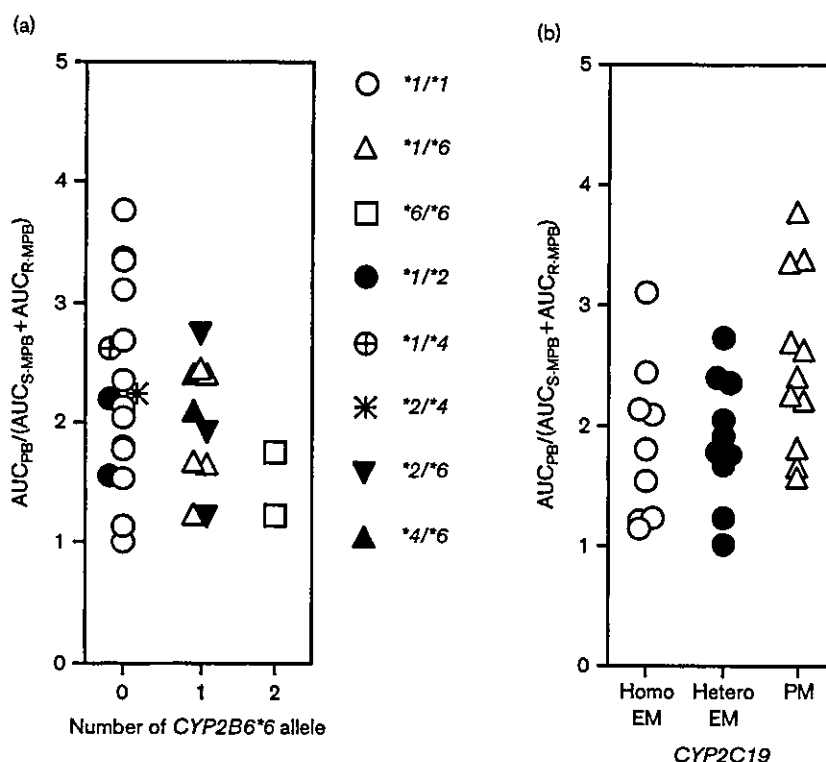 (a)
5
4
3
2
1
0
AUC_PB/(AUC_S-MPB + AUC_R-MPB)
0 1 2
Number of CYP2B6*6 allele
*1/*1
*1/*6
*6/*6
*1/*2
*1/*4
*2/*4
*2/*6
*4/*6
(b)
5
4
3
2
1
0
AUC_PB/(AUC_S-MPB + AUC_R-MPB)
Homo Hetero PM
EM EM
CYP2C19